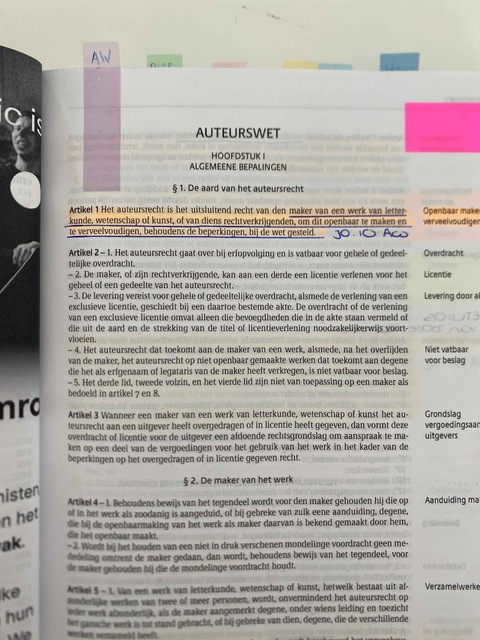 AW
AUTEURSWET
HOOFDSTUK I
ALGEMENE BEPALINGEN
§ 1. De aard van het auteursrecht
Artikel 1 Het auteursrecht is het uitsluitend recht van den maker van een werk van letter-
kunde, wetenschap of kunst, of van diens rechtverkrijgenden, om dit openbaar te maken en
te verveelvoudigen, behoudens de beperkingen, bij de wet gesteld. jo. 10 Aw
Openbaar make
verveelvoudigen
Artikel 2 – 1. Het auteursrecht gaat over bij erfopvolging en is vatbaar voor gehele of gedeel-
telijke overdracht.
Overdracht
– 2. De maker, of zijn rechtverkrijgende, kan aan een derde een licentie verlenen voor het
geheel of een gedeelte van het auteursrecht.
Licentie
– 3. De levering vereist voor gehele of gedeeltelijke overdracht, alsmede de verlening van een
exclusieve licentie, geschiedt bij een daartoe bestemde akte. De overdracht of de verlening
van een exclusieve licentie omvat alleen die bevoegdheden die in de akte staan vermeld of
die uit de aard en de strekking van de titel of licentieverlening noodzakelijkerwijs voort-
vloeien.
Levering door a
– 4. Het auteursrecht dat toekomt aan de maker van een werk, alsmede, na het overlijden
van de maker, het auteursrecht op niet openbaar gemaakte werken dat toekomt aan degene
die het als erfgenaam of legataris van de maker heeft verkregen, is niet vatbaar voor beslag.
Niet vatbaar
voor beslag
– 5. Het derde lid, tweede volzin, en het vierde lid zijn niet van toepassing op een maker als
bedoeld in artikel 7 en 8.
Artikel 3 Wanneer een maker van een werk van letterkunde, wetenschap of kunst het au-
teursrecht aan een uitgever heeft overgedragen of in licentie heeft gegeven, dan vormt deze
overdracht of licentie voor de uitgever een afdoende rechtsgrondslag om aanspraak te ma-
ken op een deel van de vergoedingen voor het gebruik van het werk in het kader van de
beperkingen op het overgedragen of in licentie gegeven recht.
Grondslag
vergoedingsaan
uitgevers
§ 2. De maker van het werk
Artikel 4 – 1. Behoudens bewijs van het tegendeel wordt voor den maker gehouden hij die op
of in het werk als zoodanig is aangeduid, of bij gebreke van zulk eene aanduiding, degene,
die bij de openbaarmaking van het werk als maker daarvan is bekend gemaakt door hem,
die het openbaar maakt.
Aanduiding ma
– 2. Wordt bij het houden van een niet in druk verschenen mondelinge voordracht geen me-
dedeling omtrent de maker gedaan, dan wordt, behoudens bewijs van het tegendeel, voor
de maker gehouden hij die de mondelinge voordracht houdt.
Artikel 5 – 1. Van een werk van letterkunde, wetenschap of kunst, hetwelk bestaat uit af-
zonderlijke werken van twee of meer personen, wordt, onverminderd het auteursrecht op
ieder werk afzonderlijk, als de maker aangemerkt degene, onder wiens leiding en toezicht
het gansche werk is tot stand gebracht, of bij gebreke van dien, degene, die de verschillende
werken verzameld heeft.
Verzamelwerke